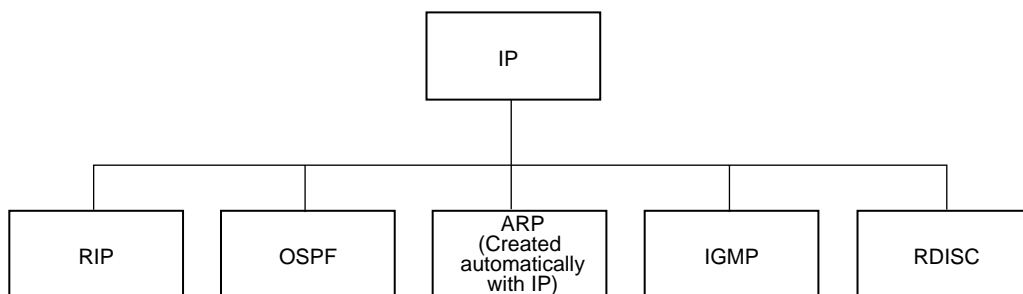 IP
RIP
OSPF
ARP
(Created
automatically
with IP)
IGMP
RDISC